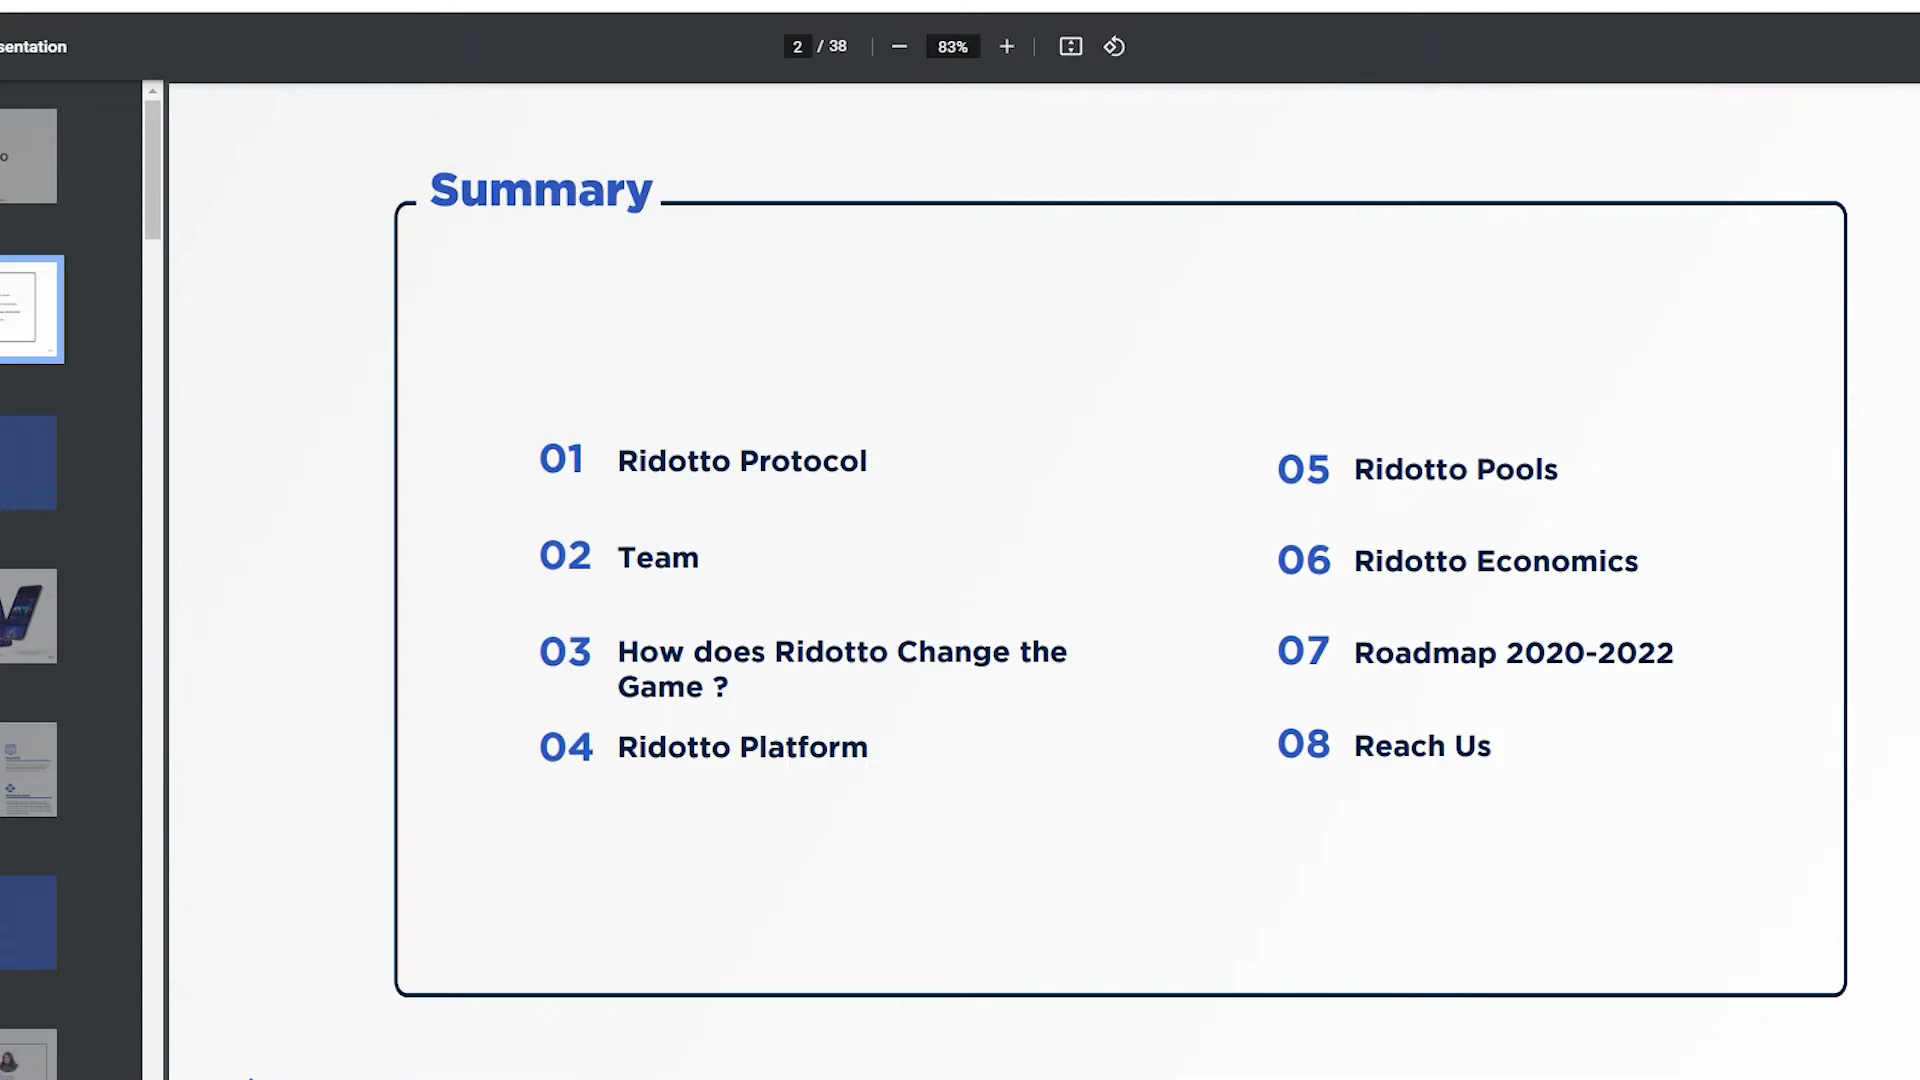 sentation
2 / 38
83%
Summary
01 Ridotto Protocol
02 Team
03 How does Ridotto Change the
Game ?
04 Ridotto Platform
05 Ridotto Pools
06 Ridotto Economics
07 Roadmap 2020-2022
08 Reach Us